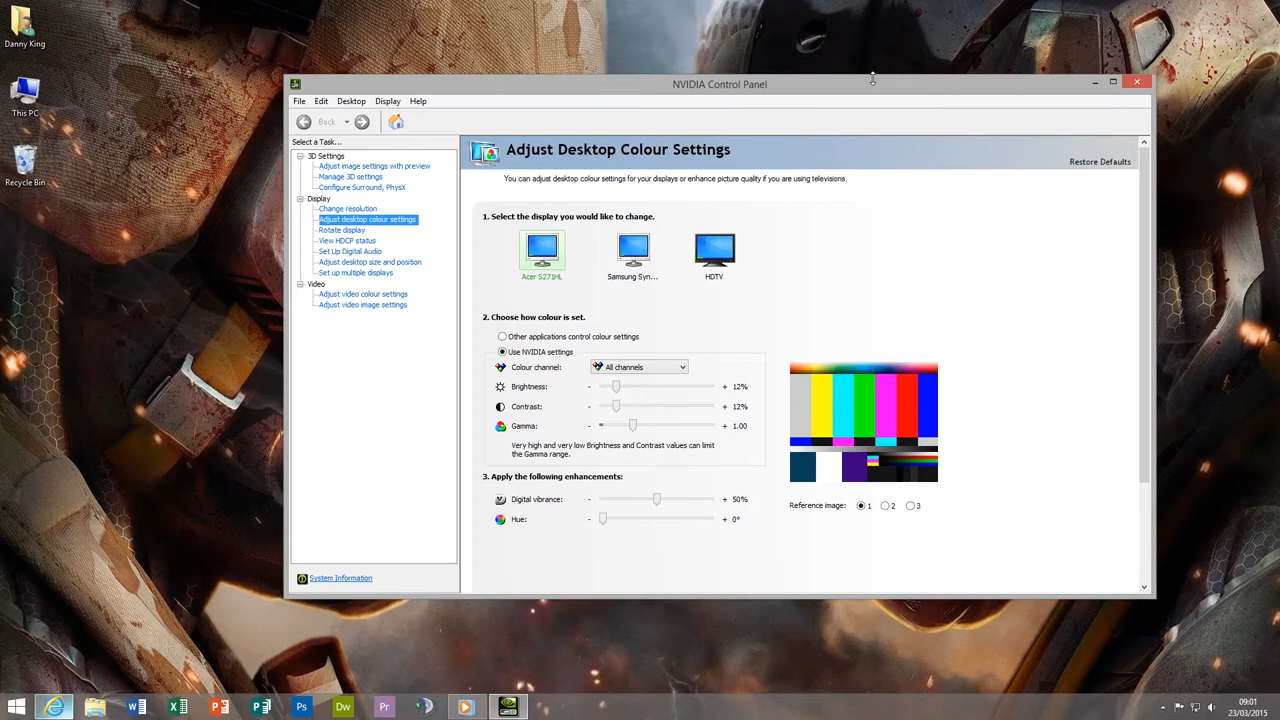 Danny King
This PC
Recycle Bin
NVIDIA Control Panel
File Edit Desktop Display Help
Back
Select a Task...
3D Settings
Adjust image settings with preview
Manage 3D settings
Configure Surround, PhysX
Display
Change resolution
Adjust desktop colour settings
Rotate display
View HDCP status
Set Up Digital Audio
Adjust desktop size and position
Set up multiple displays
Video
Adjust video colour settings
Adjust video image settings
System Information
Adjust Desktop Colour Settings
Restore Defaults
You can adjust desktop colour settings for your displays or enhance picture quality if you are using televisions.
1. Select the display you would like to change.
Acer S271HL Samsung Syn... HDTV
2. Choose how colour is set.
Other applications control colour settings
Use NVIDIA settings
Colour channel: All channels
Brightness: - + 12%
Contrast: - + 12%
Gamma: - + 1.00
Very high and very low Brightness and Contrast values can limit
the Gamma range.
3. Apply the following enhancements:
Digital vibrance: - + 50%
Hue: - + 0°
Reference image: 1 2 3
Ps Dw Pr
09:01
23/03/2015